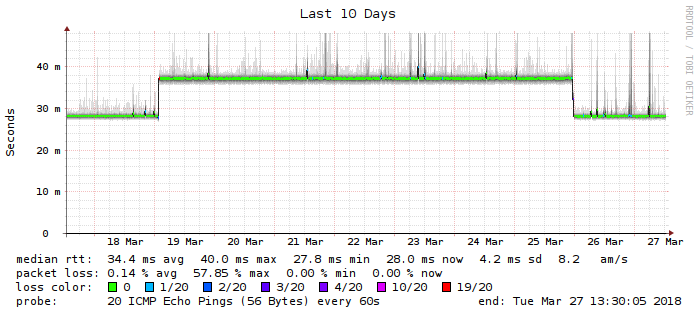 Last 10 Days
RRDTOOL / TOBI OETIKER
Seconds
40 m
30 m
20 m
10 m
0
18 Mar 19 Mar 20 Mar 21 Mar 22 Mar 23 Mar 24 Mar 25 Mar 26 Mar 27 Mar
median rtt: 34.4 ms avg 40.0 ms max 27.8 ms min 28.0 ms now 4.2 ms sd 8.2 am/s
packet loss: 0.14 % avg 57.85 % max 0.00 % min 0.00 % now
loss color: 0 1/20 2/20 3/20 4/20 10/20 19/20
probe: 20 ICMP Echo Pings (56 Bytes) every 60s end: Tue Mar 27 13:30:05 2018